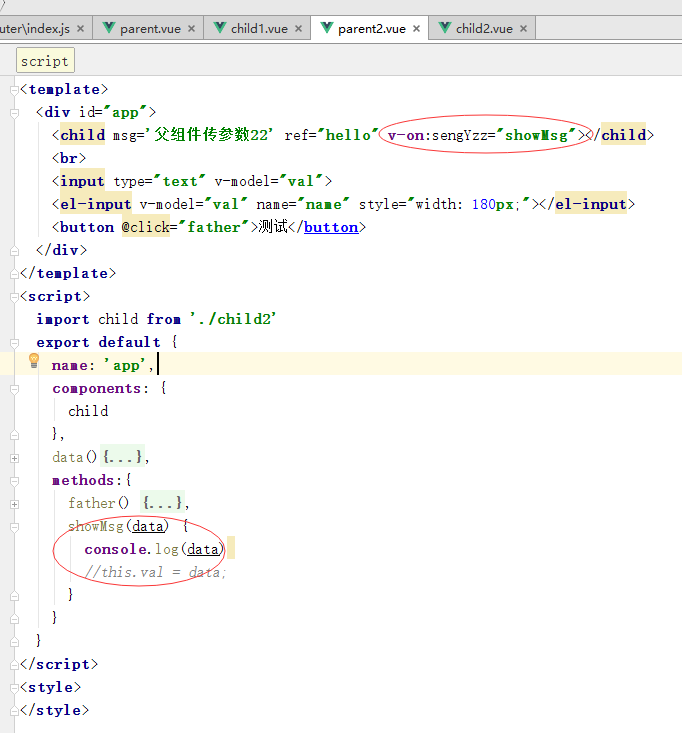 uter\index.js parent.vue child1.vue parent2.vue child2.vue
script
<template>
<div id="app">
<child msg='父组件传参数22' ref="hello" v-on:sengYzz="showMsg"></child>
<br>
<input type="text" v-model="val">
<el-input v-model="val" name="name" style="width: 180px;"></el-input>
<button @click="father">测试</button>
</div>
</template>
<script>
import child from './child2'
export default {
name: 'app',
components: {
child
},
data(){...},
methods:{
father() {...},
showMsg(data) {
console.log(data)
//this.val = data;
}
}
}
</script>
<style>
</style>